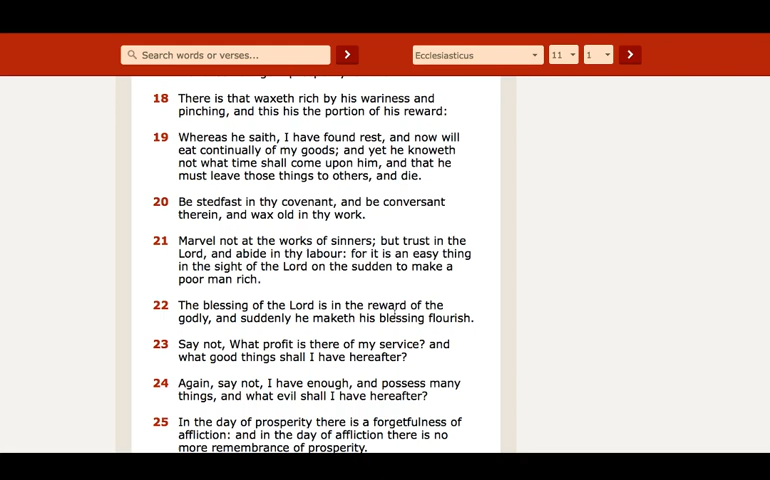 Search words or verses...
Ecclesiasticus
11
1
18 There is that waxeth rich by his wariness and
pinching, and this his the portion of his reward:
19 Whereas he saith, I have found rest, and now will
eat continually of my goods; and yet he knoweth
not what time shall come upon him, and that he
must leave those things to others, and die.
20 Be stedfast in thy covenant, and be conversant
therein, and wax old in thy work.
21 Marvel not at the works of sinners; but trust in the
Lord, and abide in thy labour: for it is an easy thing
in the sight of the Lord on the sudden to make a
poor man rich.
22 The blessing of the Lord is in the reward of the
godly, and suddenly he maketh his blessing flourish.
23 Say not, What profit is there of my service? and
what good things shall I have hereafter?
24 Again, say not, I have enough, and possess many
things, and what evil shall I have hereafter?
25 In the day of prosperity there is a forgetfulness of
affliction: and in the day of affliction there is no
more remembrance of prosperity.